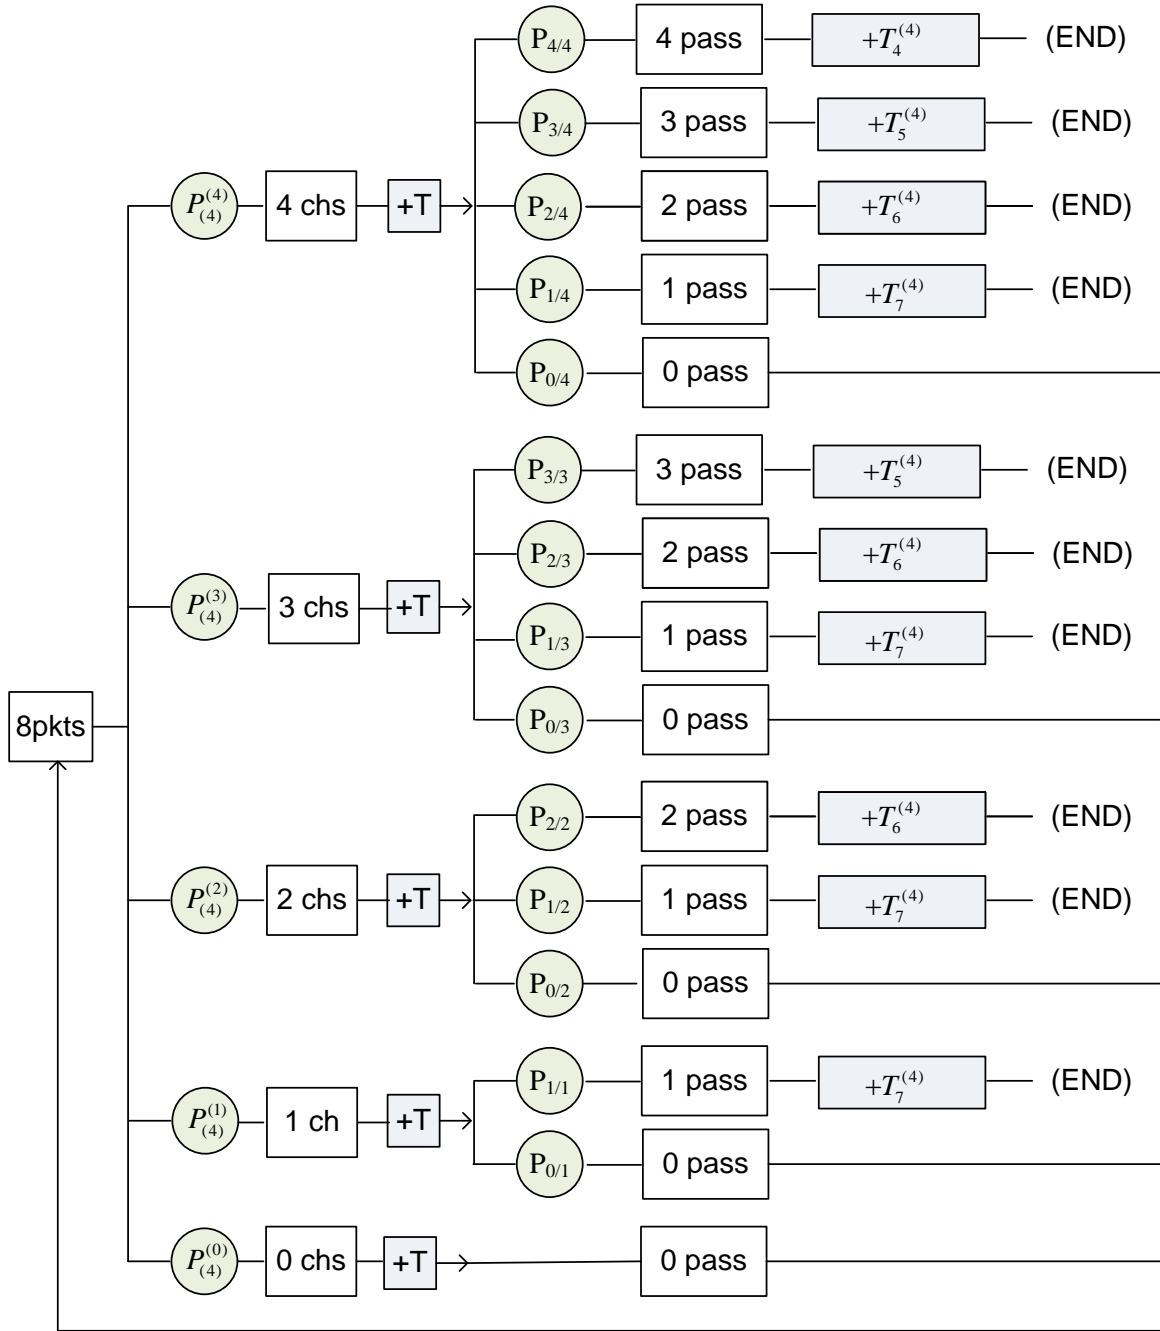 P₄/₄ 4 pass +T₄⁽⁴⁾ (END)
P₃/₄ 3 pass +T₅⁽⁴⁾ (END)
P₍₄₎⁽⁴⁾ 4 chs +T P₂/₄ 2 pass +T₆⁽⁴⁾ (END)
P₁/₄ 1 pass +T₇⁽⁴⁾ (END)
P₀/₄ 0 pass
P₃/₃ 3 pass +T₅⁽⁴⁾ (END)
P₂/₃ 2 pass +T₆⁽⁴⁾ (END)
P₍₄₎⁽³⁾ 3 chs +T P₁/₃ 1 pass +T₇⁽⁴⁾ (END)
P₀/₃ 0 pass
8pkts
P₂/₂ 2 pass +T₆⁽⁴⁾ (END)
P₍₄₎⁽²⁾ 2 chs +T P₁/₂ 1 pass +T₇⁽⁴⁾ (END)
P₀/₂ 0 pass
P₁/₁ 1 pass +T₇⁽⁴⁾ (END)
P₍₄₎⁽¹⁾ 1 ch +T
P₀/₁ 0 pass
P₍₄₎⁽⁰⁾ 0 chs +T 0 pass